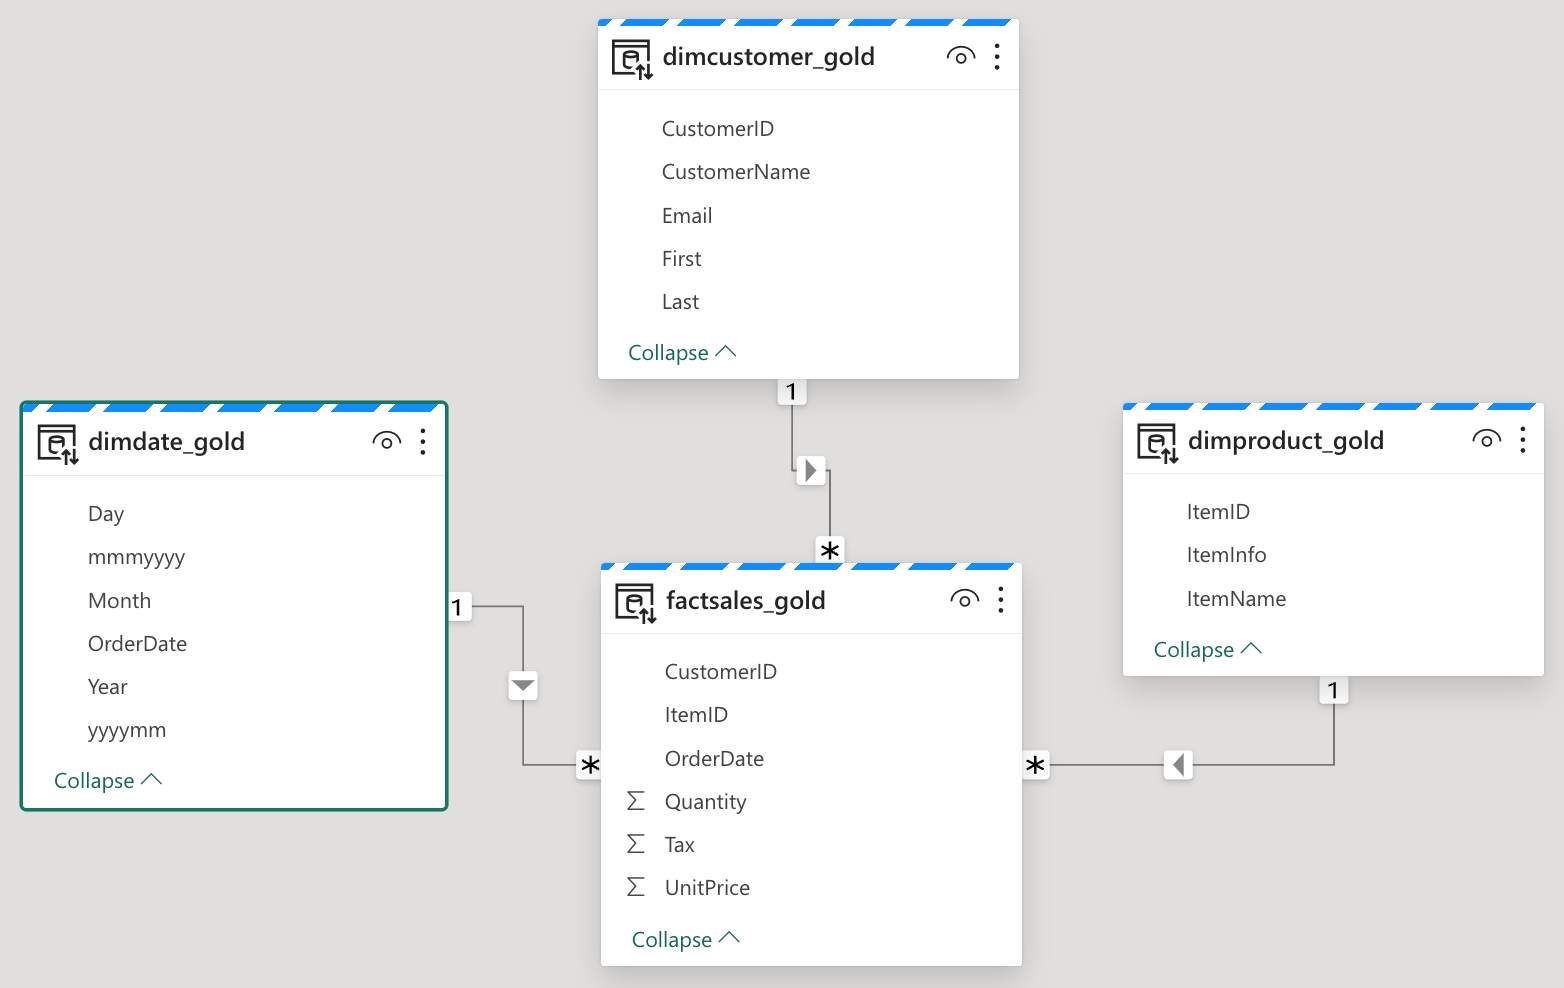 dimcustomer_gold
CustomerID
CustomerName
Email
First
Last
Collapse
1
*
dimdate_gold
Day
mmmyyyy
Month
OrderDate
Year
yyyymm
Collapse
1
*
factsales_gold
CustomerID
ItemID
OrderDate
Σ Quantity
Σ Tax
Σ UnitPrice
Collapse
dimproduct_gold
ItemID
ItemInfo
ItemName
Collapse
1
*